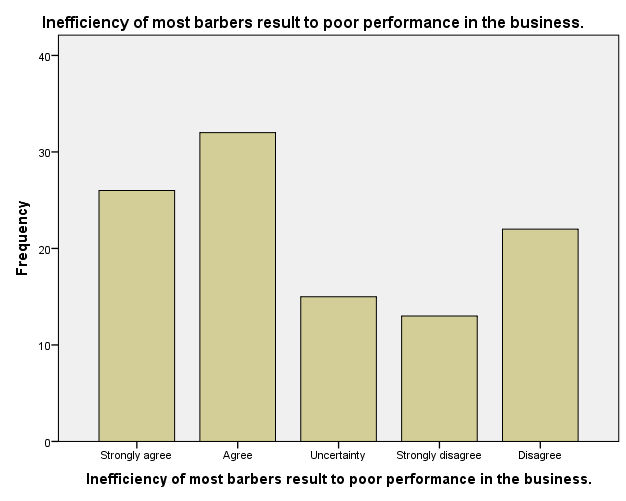 Inefficiency of most barbers result to poor performance in the business.
40
30
20
10
0
Frequency
Strongly agree Agree Uncertainty Strongly disagree Disagree
Inefficiency of most barbers result to poor performance in the business.